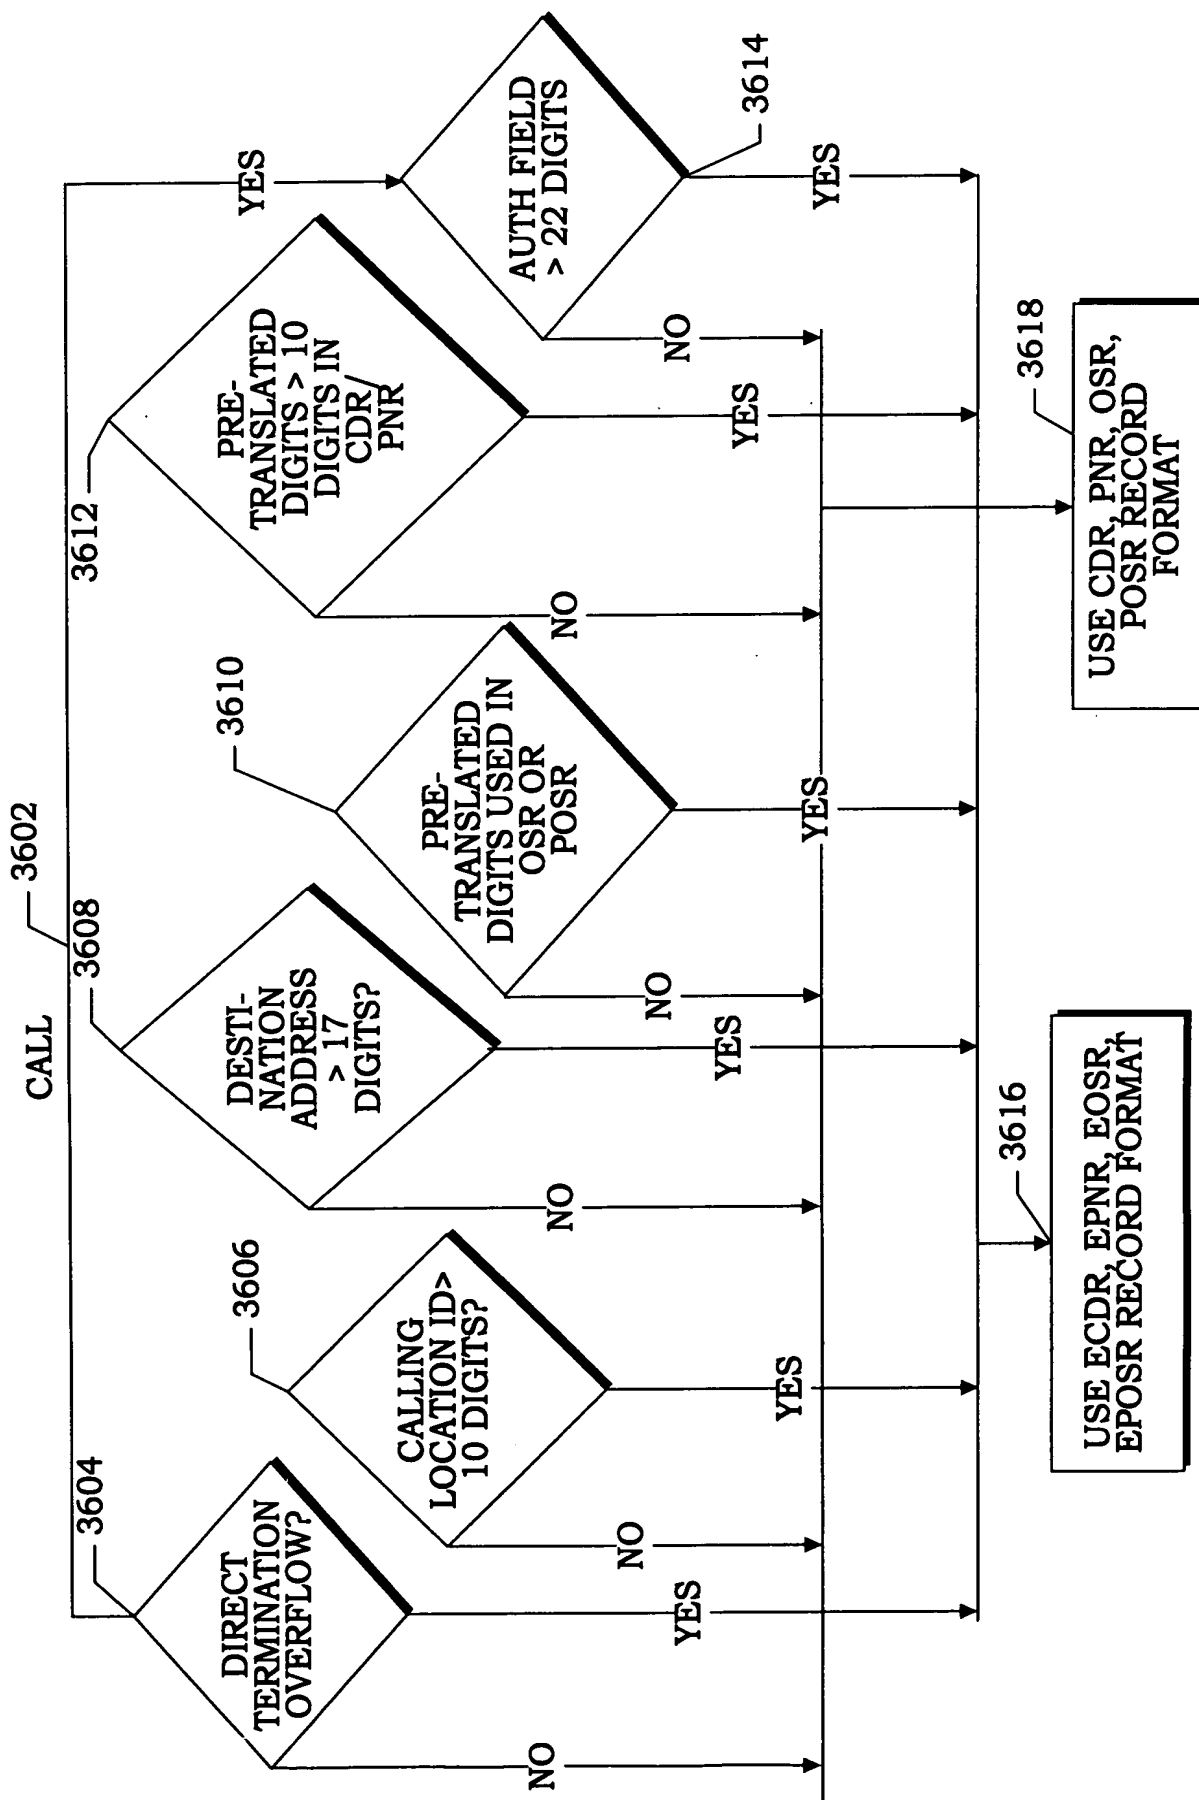 CALL
3602
3604
DIRECT
TERMINATION
OVERFLOW?
NO
YES
3606
CALLING
LOCATION ID>
10 DIGITS?
NO
YES
3608
DESTI-
NATION
ADDRESS
> 17
DIGITS?
NO
YES
3610
PRE-
TRANSLATED
DIGITS USED IN
OSR OR
POSR
NO
YES
3612
PRE-
TRANSLATED
DIGITS > 10
DIGITS IN
CDR/
PNR
NO
YES
YES
AUTH FIELD
> 22 DIGITS
3614
NO
YES
3616
USE ECDR, EPNR, EOSR,
EPOSR RECORD FORMAT
3618
USE CDR, PNR, OSR,
POSR RECORD
FORMAT